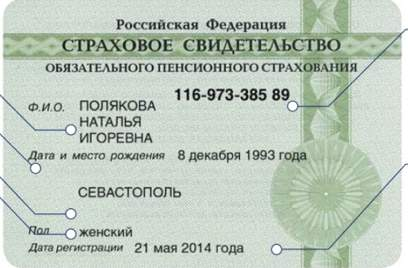 Российская Федерация
СТРАХОВОЕ СВИДЕТЕЛЬСТВО
ОБЯЗАТЕЛЬНОГО ПЕНСИОННОГО СТРАХОВАНИЯ
116-973-385 89
Ф.И.О. ПОЛЯКОВА
НАТАЛЬЯ
ИГОРЕВНА
Дата и место рождения 8 декабря 1993 года
СЕВАСТОПОЛЬ
Пол женский
Дата регистрации 21 мая 2014 года